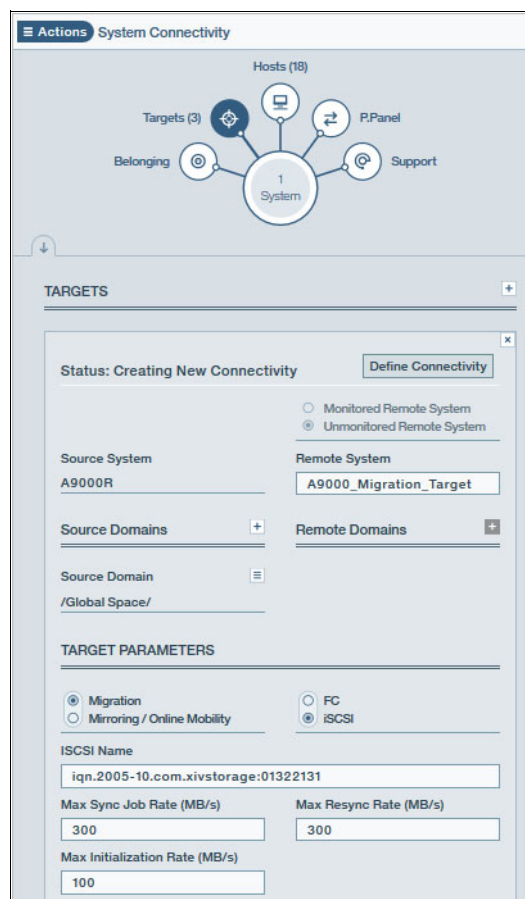 Actions System Connectivity
Hosts (18)
Targets (3)
P.Panel
Belonging
Support
1
System
TARGETS
Status: Creating New Connectivity
Define Connectivity
Monitored Remote System
Unmonitored Remote System
Source System
Remote System
A9000R
A9000_Migration_Target
Source Domains
Remote Domains
Source Domain
/Global Space/
TARGET PARAMETERS
Migration
FC
Mirroring / Online Mobility
iSCSI
ISCSI Name
iqn.2005-10.com.xivstorage:01322131
Max Sync Job Rate (MB/s)
Max Resync Rate (MB/s)
300
300
Max Initialization Rate (MB/s)
100